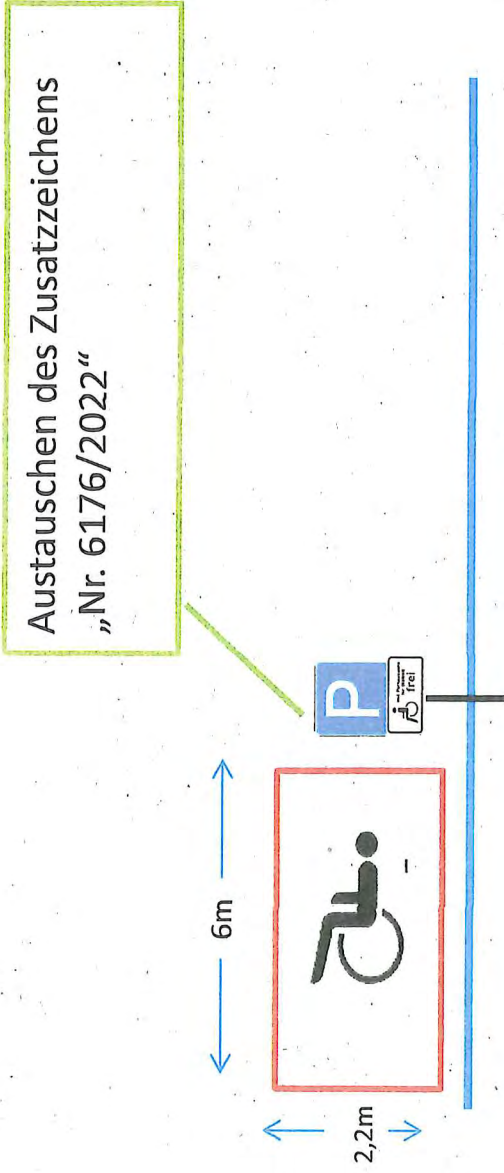 Austauschen des Zusatzzeichens
„Nr. 6176/2022“
6m
2,2m
P
frei